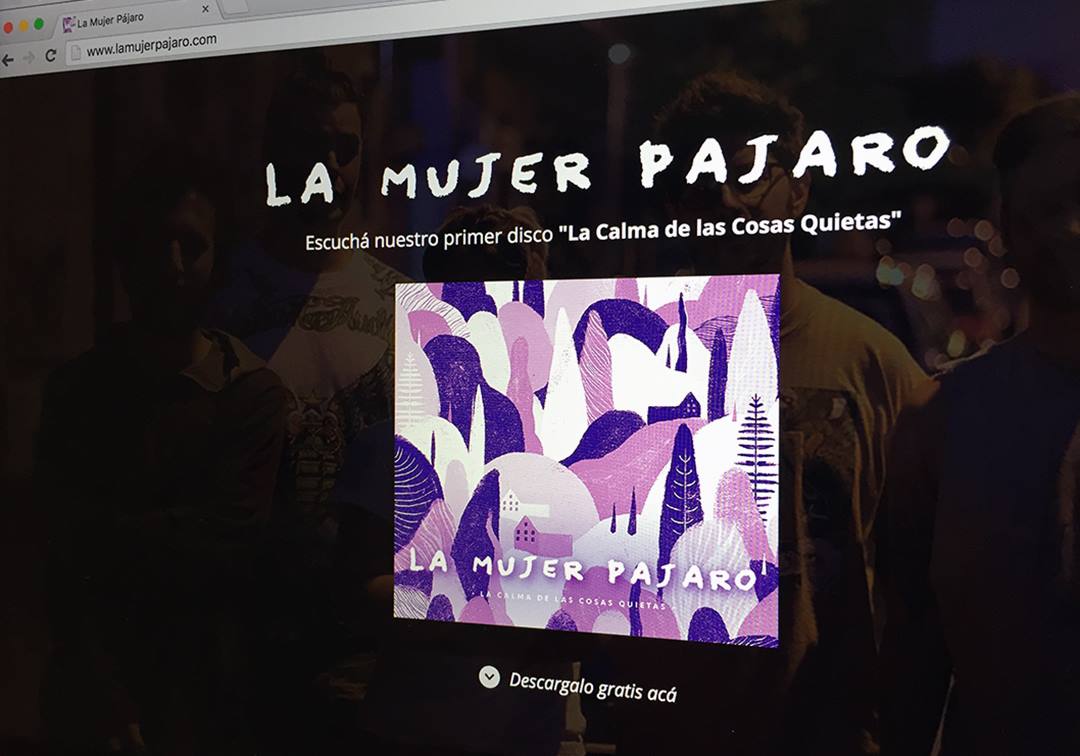 La Mujer Pájaro
www.lamujerpajaro.com
LA MUJER PAJARO
Escuchá nuestro primer disco "La Calma de las Cosas Quietas"
LA MUJER PAJARO
LA CALMA DE LAS COSAS QUIETAS
Descargalo gratis acá